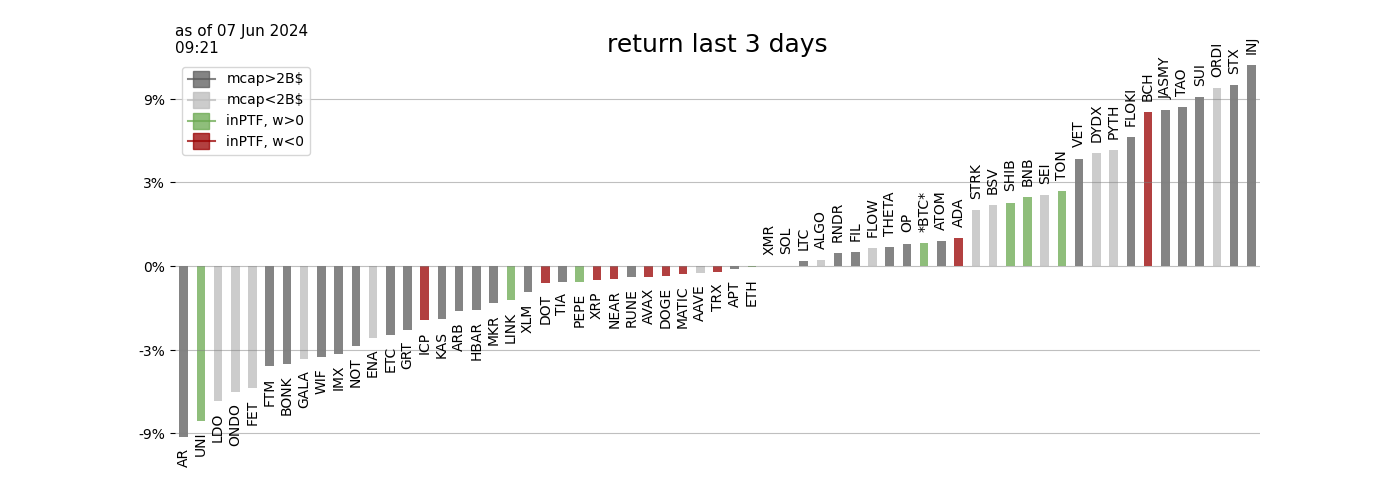 as of 07 Jun 2024
09:21
return last 3 days
mcap>2B$
mcap<2B$
inPTF, w>0
inPTF, w<0
9%
3%
0%
-3%
-9%
AR
UNI
LDO
ONDO
FET
FTM
BONK
GALA
WIF
IMX
NOT
ENA
ETC
GRT
ICP
KAS
ARB
HBAR
MKR
LINK
XLM
DOT
TIA
PEPE
XRP
NEAR
RUNE
AVAX
DOGE
MATIC
AAVE
TRX
APT
ETH
XMR
SOL
LTC
ALGO
RNDR
FIL
FLOW
THETA
OP
*BTC*
ATOM
ADA
STRK
BSV
SHIB
BNB
SEI
TON
VET
DYDX
PYTH
FLOKI
BCH
JASMY
TAO
SUI
ORDI
STX
INJ